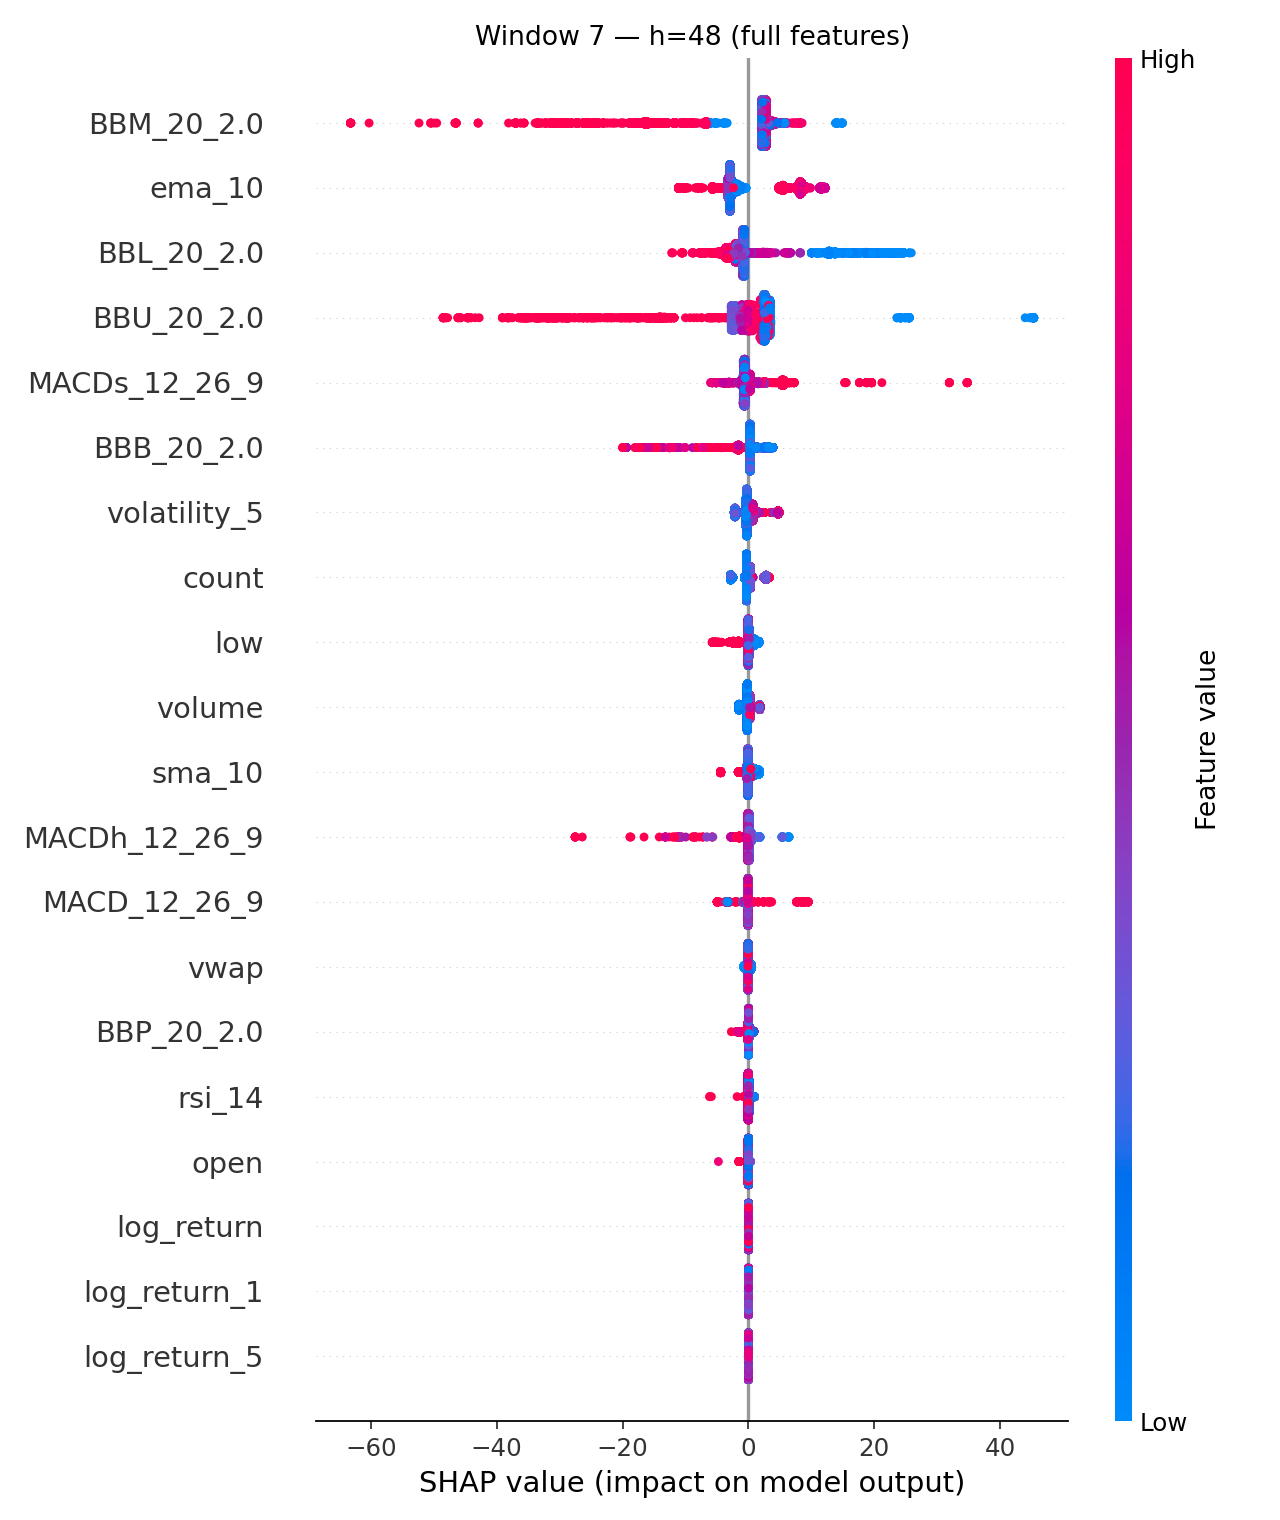 Window 7 — h=48 (full features)
High
BBM_20_2.0
ema_10
BBL_20_2.0
BBU_20_2.0
MACDs_12_26_9
BBB_20_2.0
volatility_5
count
low
volume
sma_10
MACDh_12_26_9
MACD_12_26_9
vwap
BBP_20_2.0
rsi_14
open
log_return
log_return_1
log_return_5
Feature value
Low
−60 −40 −20 0 20 40
SHAP value (impact on model output)